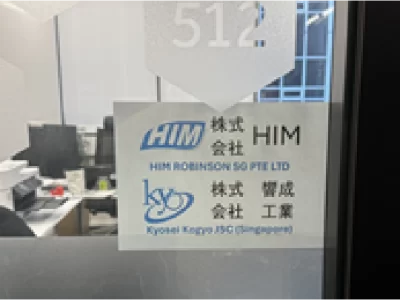 512
HIM 株式会社 HIM
HIM ROBINSON SG PTE LTD
kyo 株式会社 響成工業
Kyosei Kogyo JSC (Singapore)